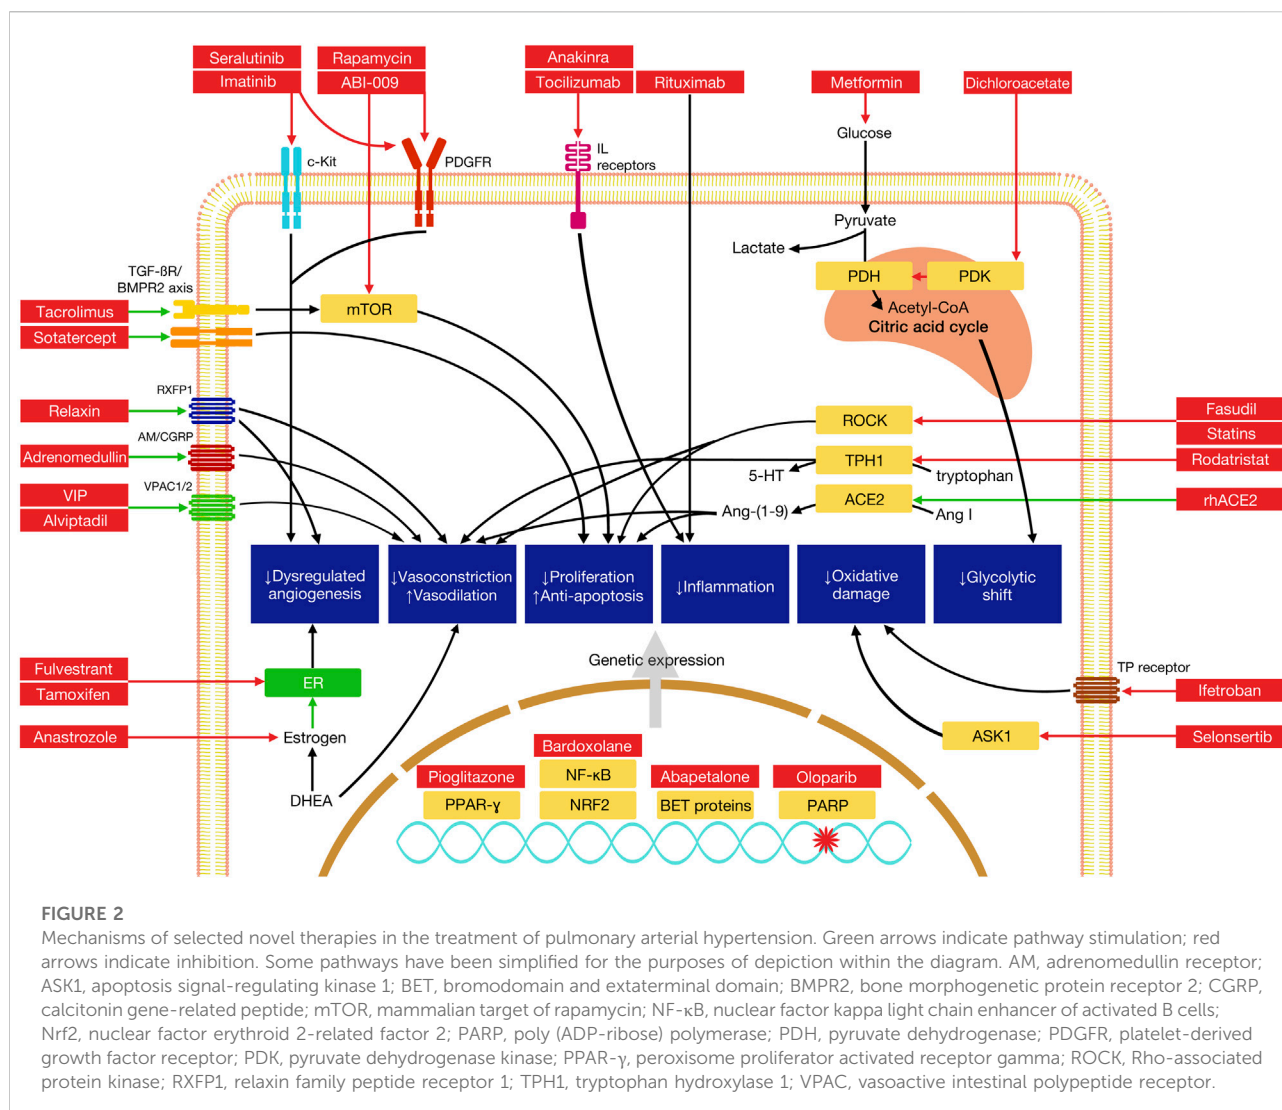 Seralutinib
Imatinib
Rapamycin
ABI-009
Anakinra
Tocilizumab
Rituximab
Metformin
Dichloroacetate
Glucose
c-Kit
PDGFR
IL
receptors
Pyruvate
Lactate
PDH
PDK
Acetyl-CoA
Citric acid cycle
TGF-ßR/
BMPR2 axis
Tacrolimus
Sotatercept
mTOR
RXFP1
Relaxin
AM/CGRP
Adrenomedullin
VPAC1/2
VIP
Alviptadil
ROCK
Fasudil
Statins
TPH1
Rodatristat
5-HT
tryptophan
ACE2
rhACE2
Ang-(1-9)
Ang I
↓Dysregulated
angiogenesis
↓Vasoconstriction
↑Vasodilation
↓Proliferation
↑Anti-apoptosis
↓Inflammation
↓Oxidative
damage
↓Glycolytic
shift
Fulvestrant
Tamoxifen
ER
Genetic expression
TP receptor
Ifetroban
Anastrozole
Estrogen
ASK1
Selonsertib
DHEA
Bardoxolane
Pioglitazone
NF-κB
Abapetalone
Oloparib
PPAR-γ
NRF2
BET proteins
PARP
FIGURE 2
Mechanisms of selected novel therapies in the treatment of pulmonary arterial hypertension. Green arrows indicate pathway stimulation; red
arrows indicate inhibition. Some pathways have been simplified for the purposes of depiction within the diagram. AM, adrenomedullin receptor;
ASK1, apoptosis signal-regulating kinase 1; BET, bromodomain and extaterminal domain; BMPR2, bone morphogenetic protein receptor 2; CGRP,
calcitonin gene-related peptide; mTOR, mammalian target of rapamycin; NF-κB, nuclear factor kappa light chain enhancer of activated B cells;
Nrf2, nuclear factor erythroid 2-related factor 2; PARP, poly (ADP-ribose) polymerase; PDH, pyruvate dehydrogenase; PDGFR, platelet-derived
growth factor receptor; PDK, pyruvate dehydrogenase kinase; PPAR-γ, peroxisome proliferator activated receptor gamma; ROCK, Rho-associated
protein kinase; RXFP1, relaxin family peptide receptor 1; TPH1, tryptophan hydroxylase 1; VPAC, vasoactive intestinal polypeptide receptor.